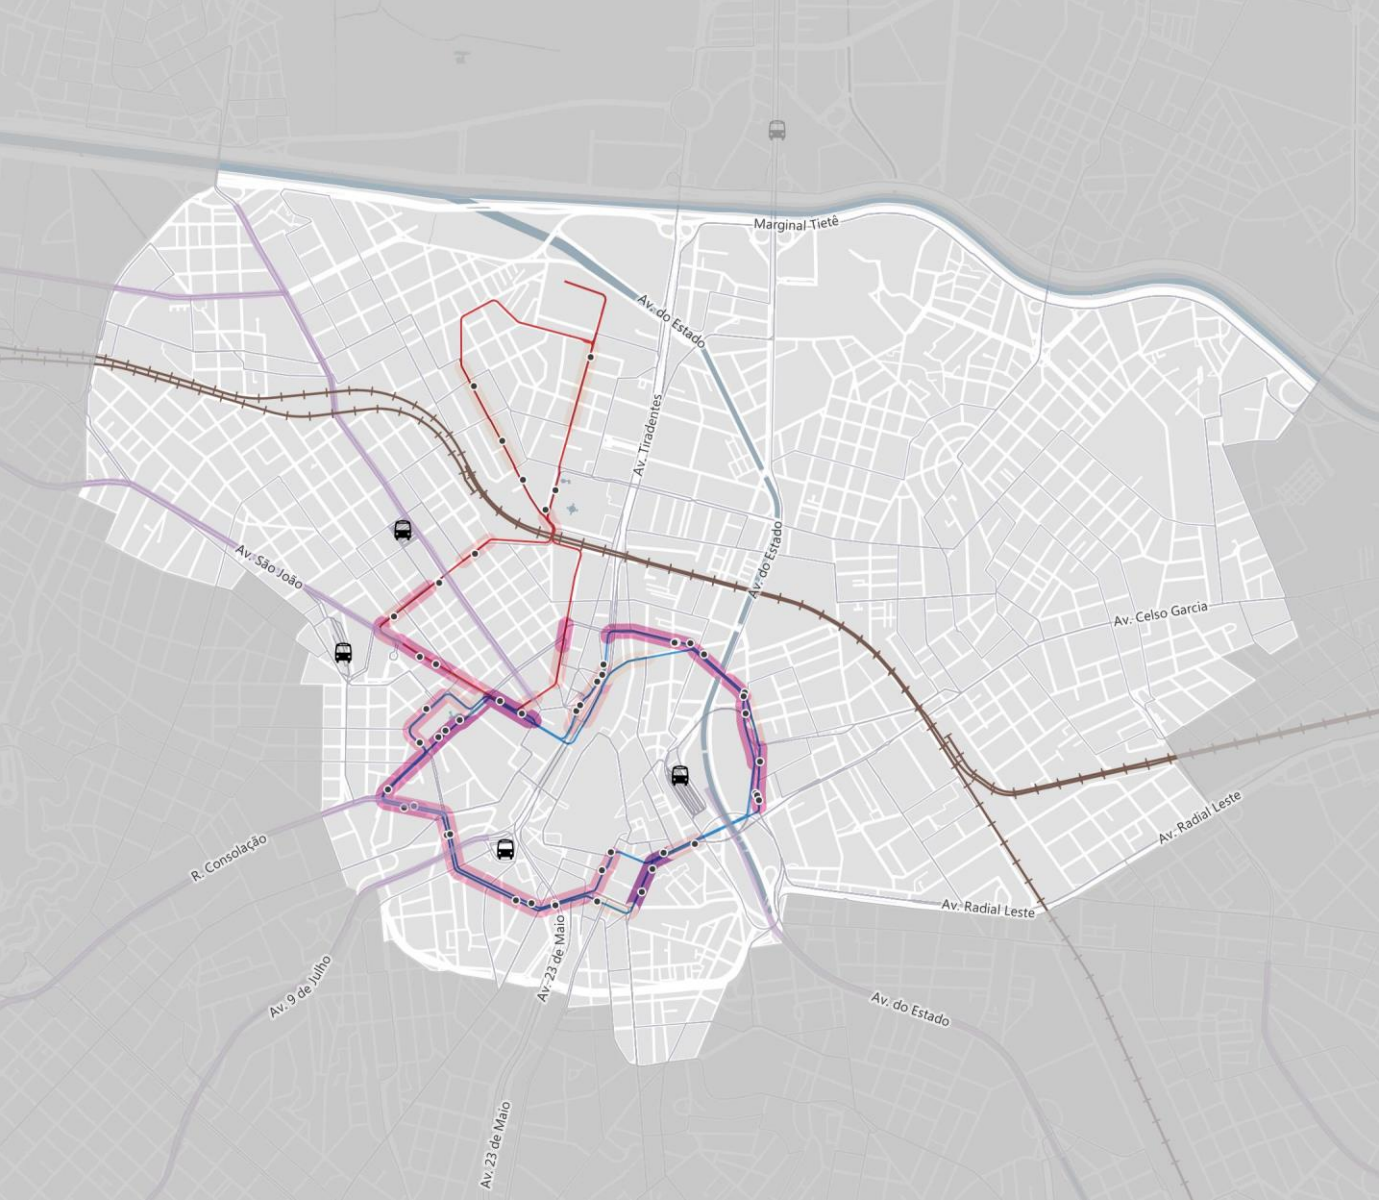 Marginal Tietê
Av. do Estado
Av. Tiradentes
Av. São João
Av. do Estado
Av. Celso Garcia
R. Consolação
Av. Radial Leste
Av. Radial Leste
Av. 23 de Maio
Av. 9 de Julho
Av. do Estado
Av. 23 de Maio